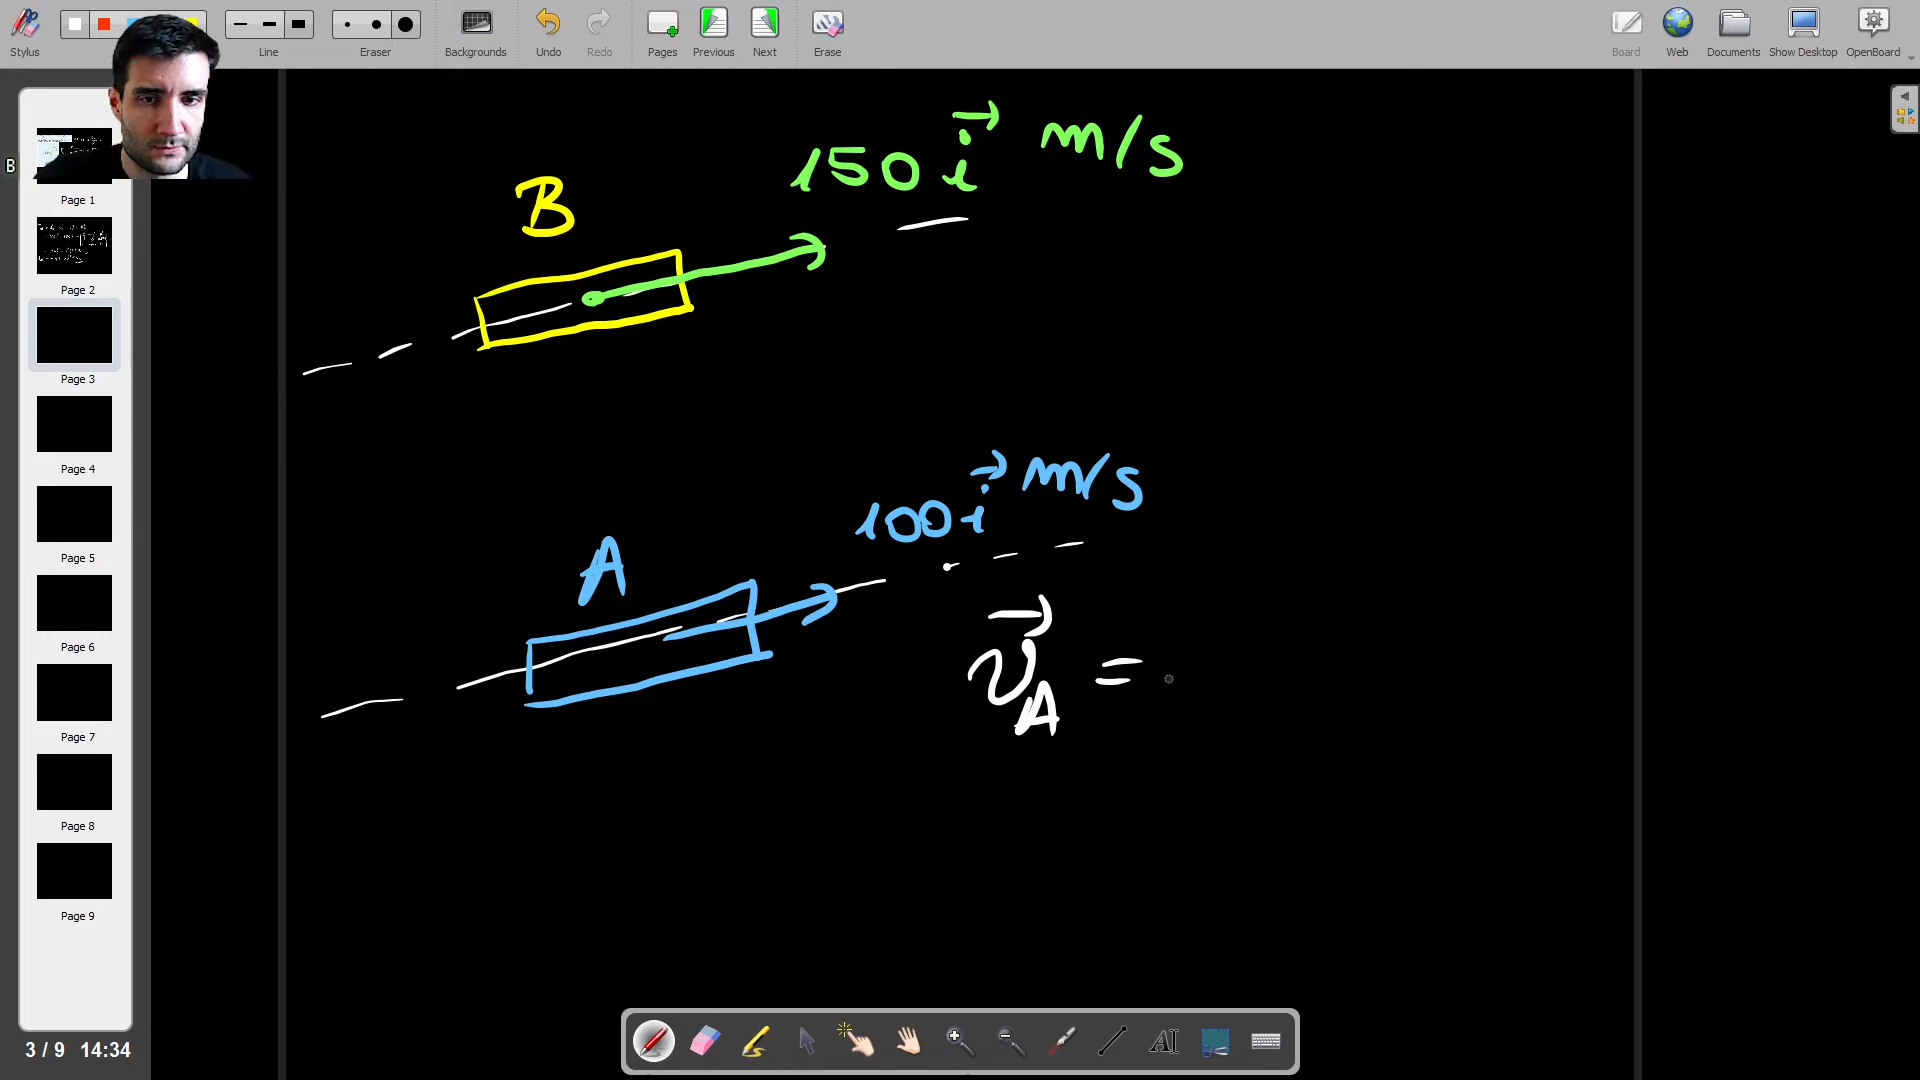 Stylus Line Eraser Backgrounds Undo Redo Pages Previous Next Erase Board Web Documents Show Desktop OpenBoard
B
Page 1
Page 2
Page 3
Page 4
Page 5
Page 6
Page 7
Page 8
Page 9
3 / 9 14:34
150 i⃗ m/s
B
100 i⃗ m/s
A
v⃗_A =
AI